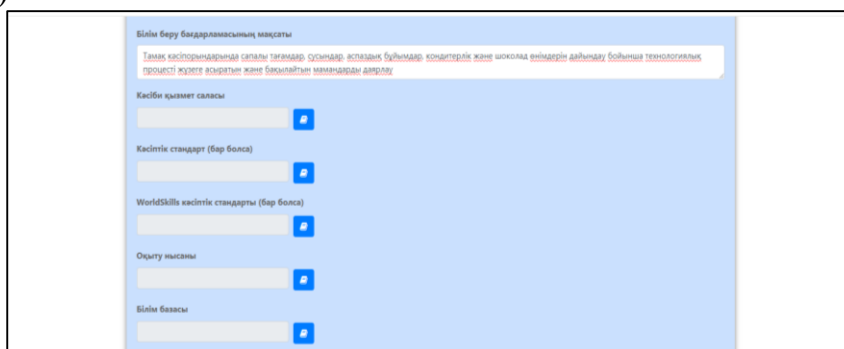 )
Білім беру бағдарламасының мақсаты
Тамақ кәсіпорындарында сапалы тағамдар, сусындар, аспаздық бұйымдар, кондитерлік және шоколад өнімдерін дайындау бойынша технологиялық
процесті жүзеге асыратын және бақылайтын мамандарды даярлау
Кәсіби қызмет саласы
Кәсіптік стандарт (бар болса)
WorldSkills кәсіптік стандарты (бар болса)
Оқыту нысаны
Білім базасы